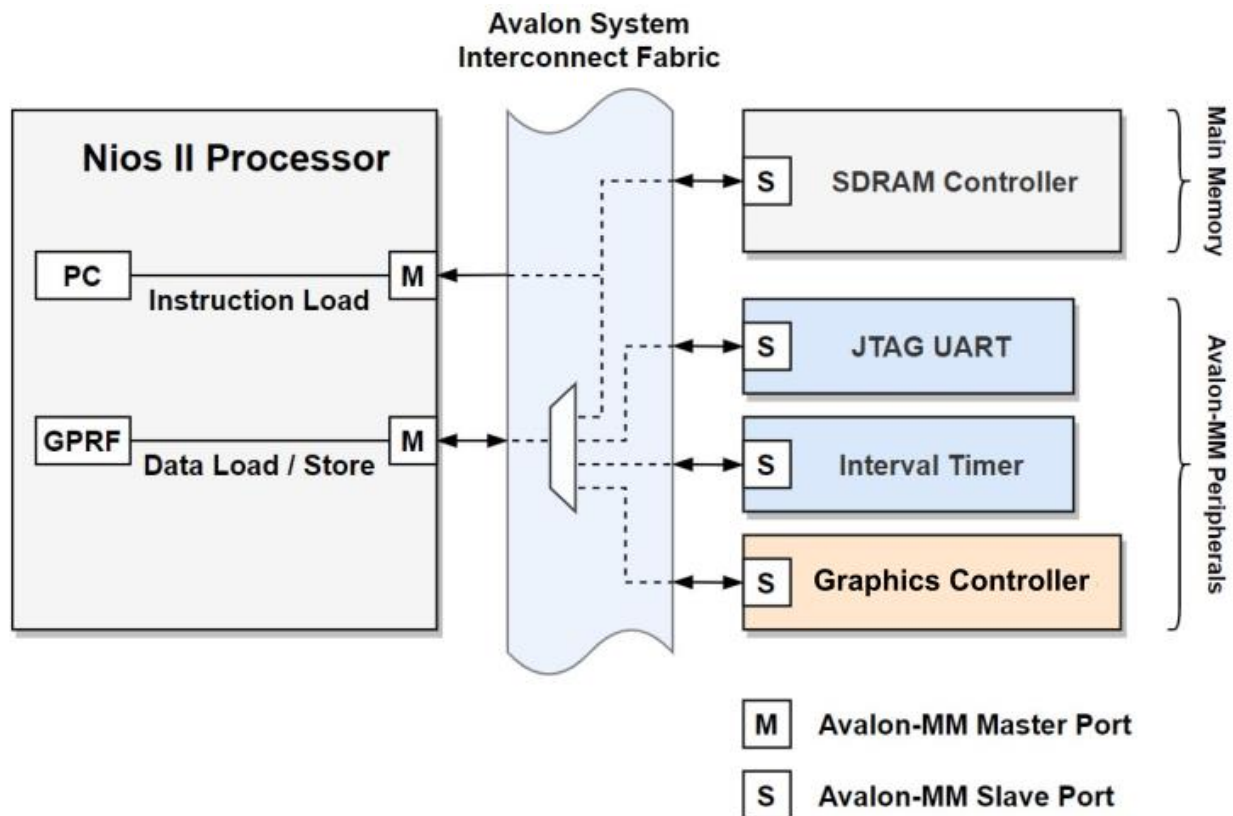 Avalon System
Interconnect Fabric
Nios II Processor
PC
Instruction Load
M
GPRF
Data Load / Store
M
S
SDRAM Controller
Main Memory
S
JTAG UART
S
Interval Timer
S
Graphics Controller
Avalon-MM Peripherals
M
Avalon-MM Master Port
S
Avalon-MM Slave Port